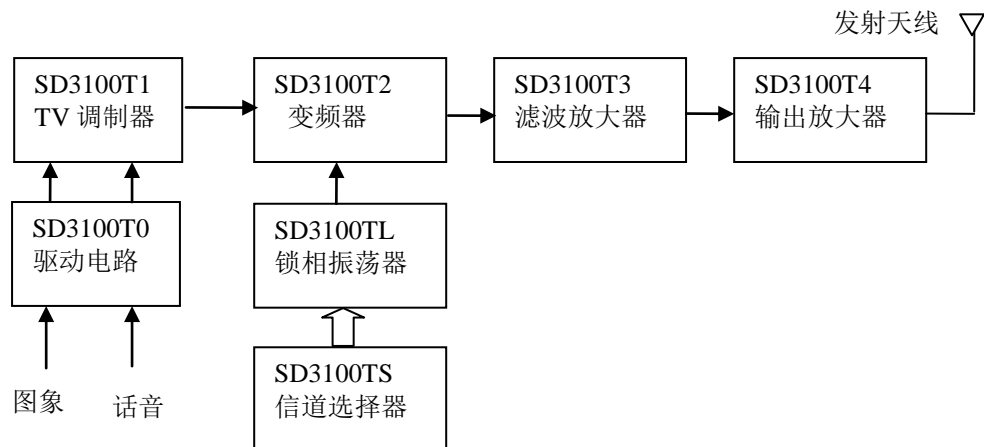 发射天线
SD3100T1
TV 调制器
SD3100T2
变频器
SD3100T3
滤波放大器
SD3100T4
输出放大器
SD3100T0
驱动电路
SD3100TL
锁相振荡器
SD3100TS
信道选择器
图象
话音